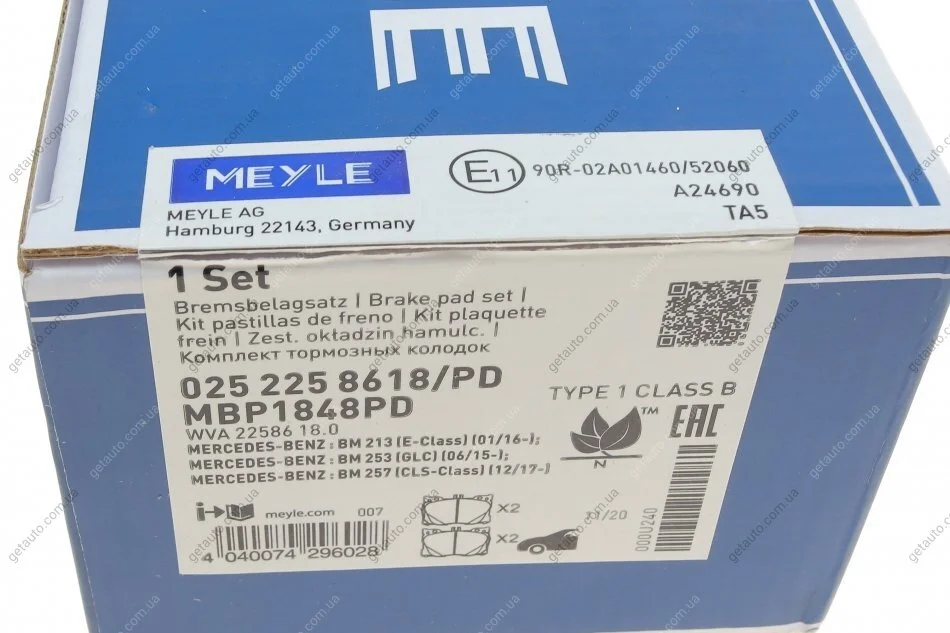 MEYLE
MEYLE AG
Hamburg 22143, Germany
E11 90R-02A01460/52060
A24690
TA5
1 Set
Bremsbelagsatz | Brake pad set |
Kit pastillas de freno | Kit plaquette
frein | Zest. okładzin hamulc. |
Комплект тормозных колодок
025 225 8618/PD
MBP1848PD
WVA 22586 18.0
MERCEDES-BENZ : BM 213 (E-Class) (01/16-);
MERCEDES-BENZ : BM 253 (GLC) (06/15-);
MERCEDES-BENZ : BM 257 (CLS-Class) (12/17-)
TYPE 1 CLASS B
TM
N
EAC
meyle.com 007
4 040074 296028
X2
X2
/20
000U240
getauto.com.ua